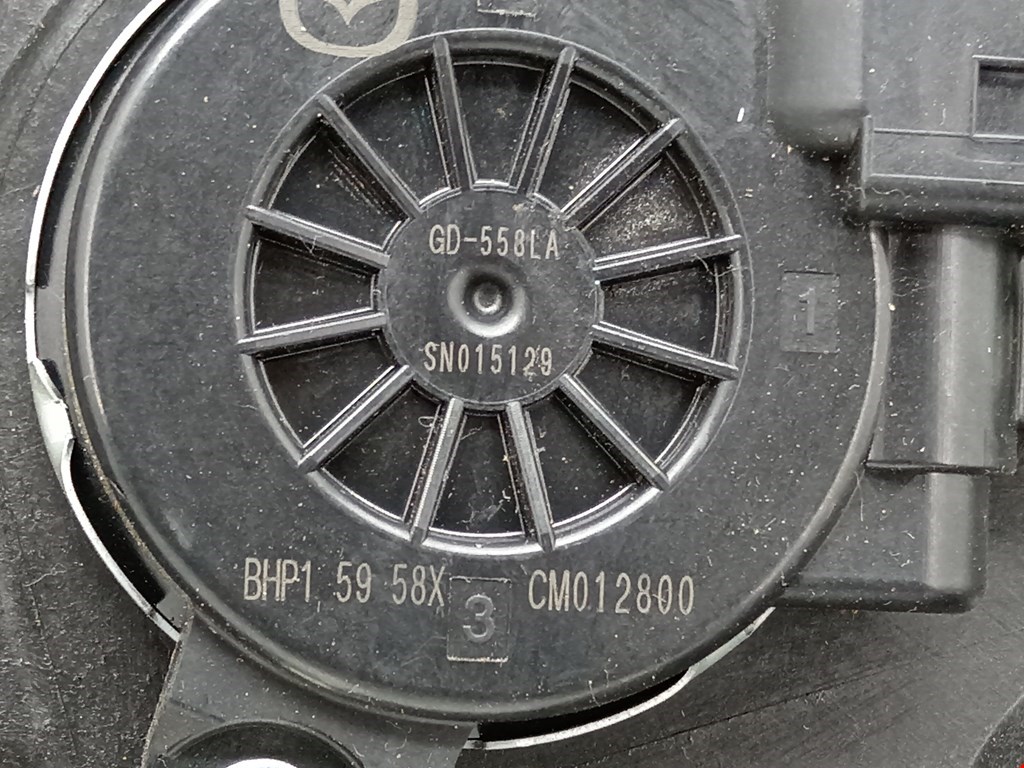 GD-558LA
SN015129
1
BHP1 59 58X
3
CM012800